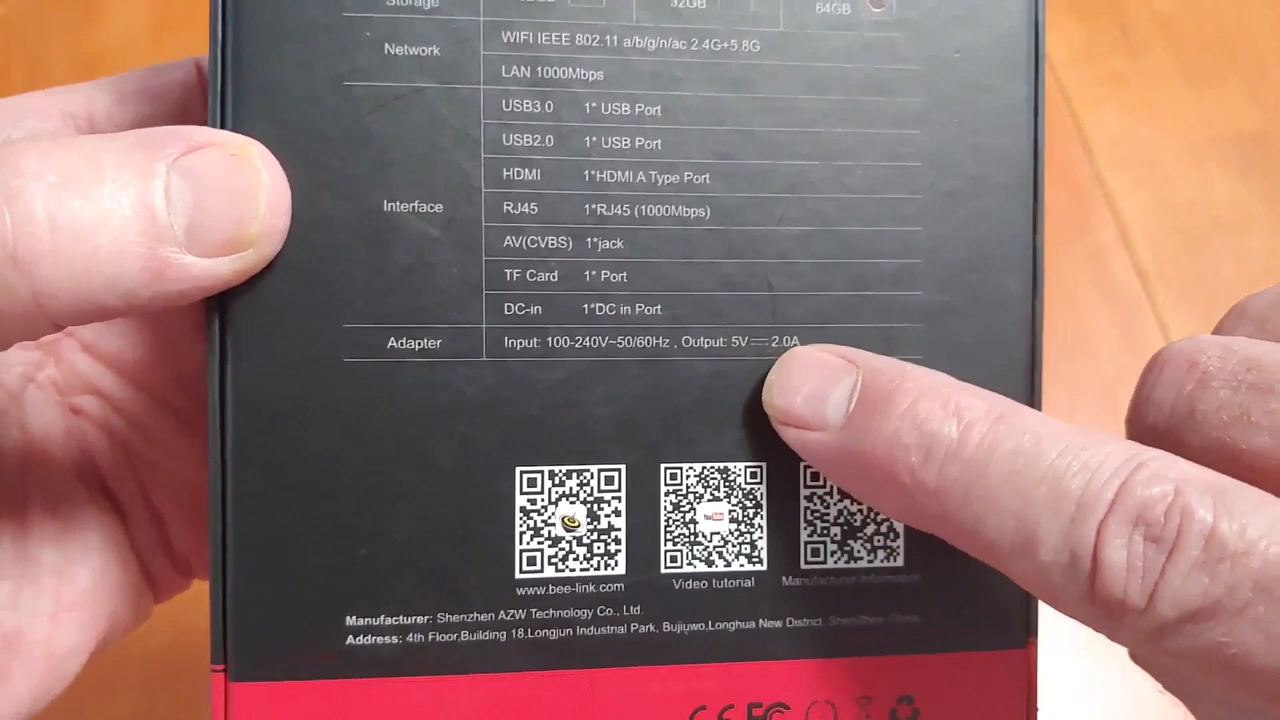 Storage 32GB 64GB
Network WIFI IEEE 802.11 a/b/g/n/ac 2.4G+5.8G
LAN 1000Mbps
USB3.0 1* USB Port
USB2.0 1* USB Port
HDMI 1*HDMI A Type Port
Interface RJ45 1*RJ45 (1000Mbps)
AV(CVBS) 1*jack
TF Card 1* Port
DC-in 1*DC in Port
Adapter Input: 100-240V~50/60Hz , Output: 5V⎓2.0A
YouTube
www.bee-link.com Video tutorial Manufacturer Information
Manufacturer: Shenzhen AZW Technology Co., Ltd.
Address: 4th Floor,Building 18,Longjun Industrial Park, Bujiuwo,Longhua New District, ShenZhen, China
CE FC